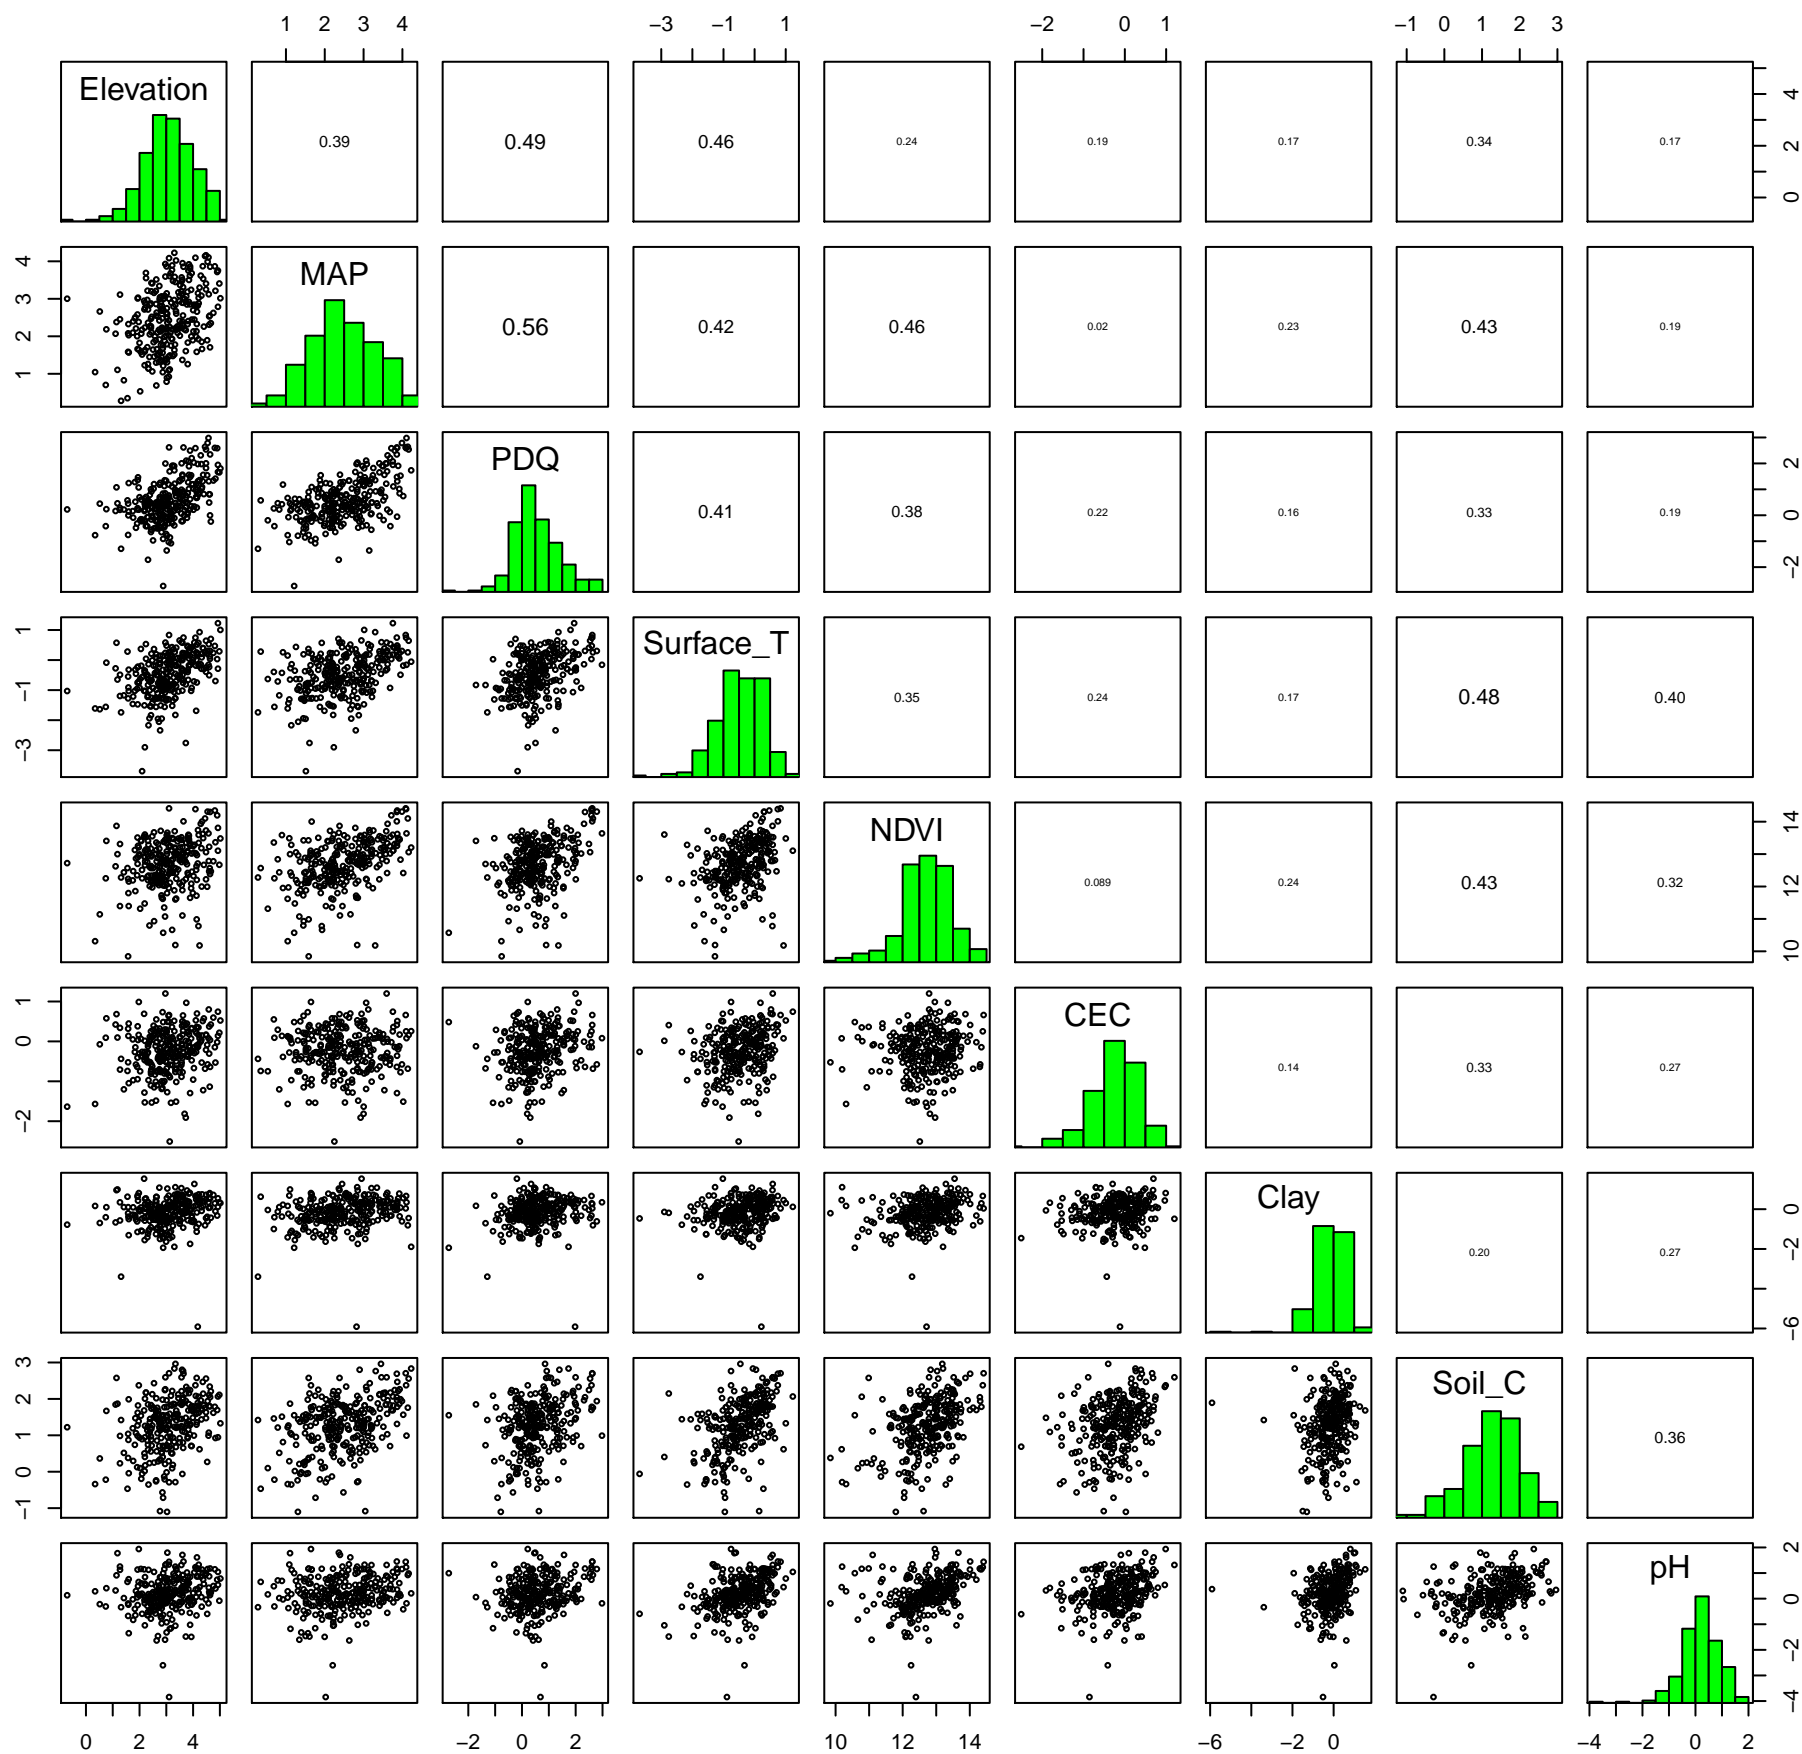 1 2 3 4 −3 −1 1 −2 0 1 −1 0 1 2 3
Elevation 0.39 0.49 0.46 0.24 0.19 0.17 0.34 0.17 0 2 4
1 2 3 4 MAP 0.56 0.42 0.46 0.02 0.23 0.43 0.19
PDQ 0.41 0.38 0.22 0.16 0.33 0.19 −2 0 2
−3 −1 1 Surface_T 0.35 0.24 0.17 0.48 0.40
NDVI 0.089 0.24 0.43 0.32 10 12 14
−2 0 1 CEC 0.14 0.33 0.27
Clay 0.20 0.27 −6 −2 0
−1 0 1 2 3 Soil_C 0.36
pH −4 −2 0 2
0 2 4 −2 0 2 10 12 14 −6 −2 0 −4 −2 0 2